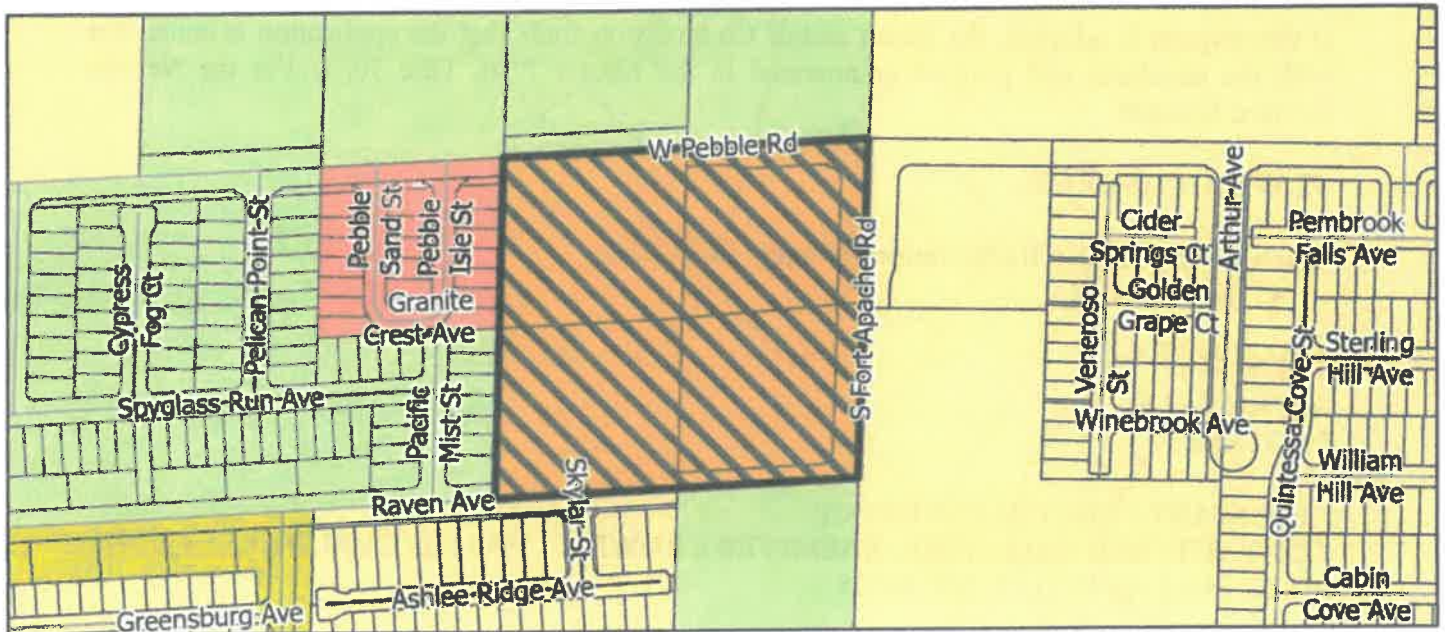 W Pebble Rd
S Fort Apache Rd
Cypress
Fog Ct
Pelican Point St
Pebble
Sand St
Pebble
Isle St
Granite
Crest Ave
Spyglass Run Ave
Pacific
Mist St
Raven Ave
Skylar St
Ashlee Ridge Ave
Greensburg Ave
Cider
Springs Ct
Golden
Grape Ct
Veneroso
St
Winebrook Ave
Arthur Ave
Pembrook
Falls Ave
Quintessa Cove St
Sterling
Hill Ave
William
Hill Ave
Cabin
Cove Ave